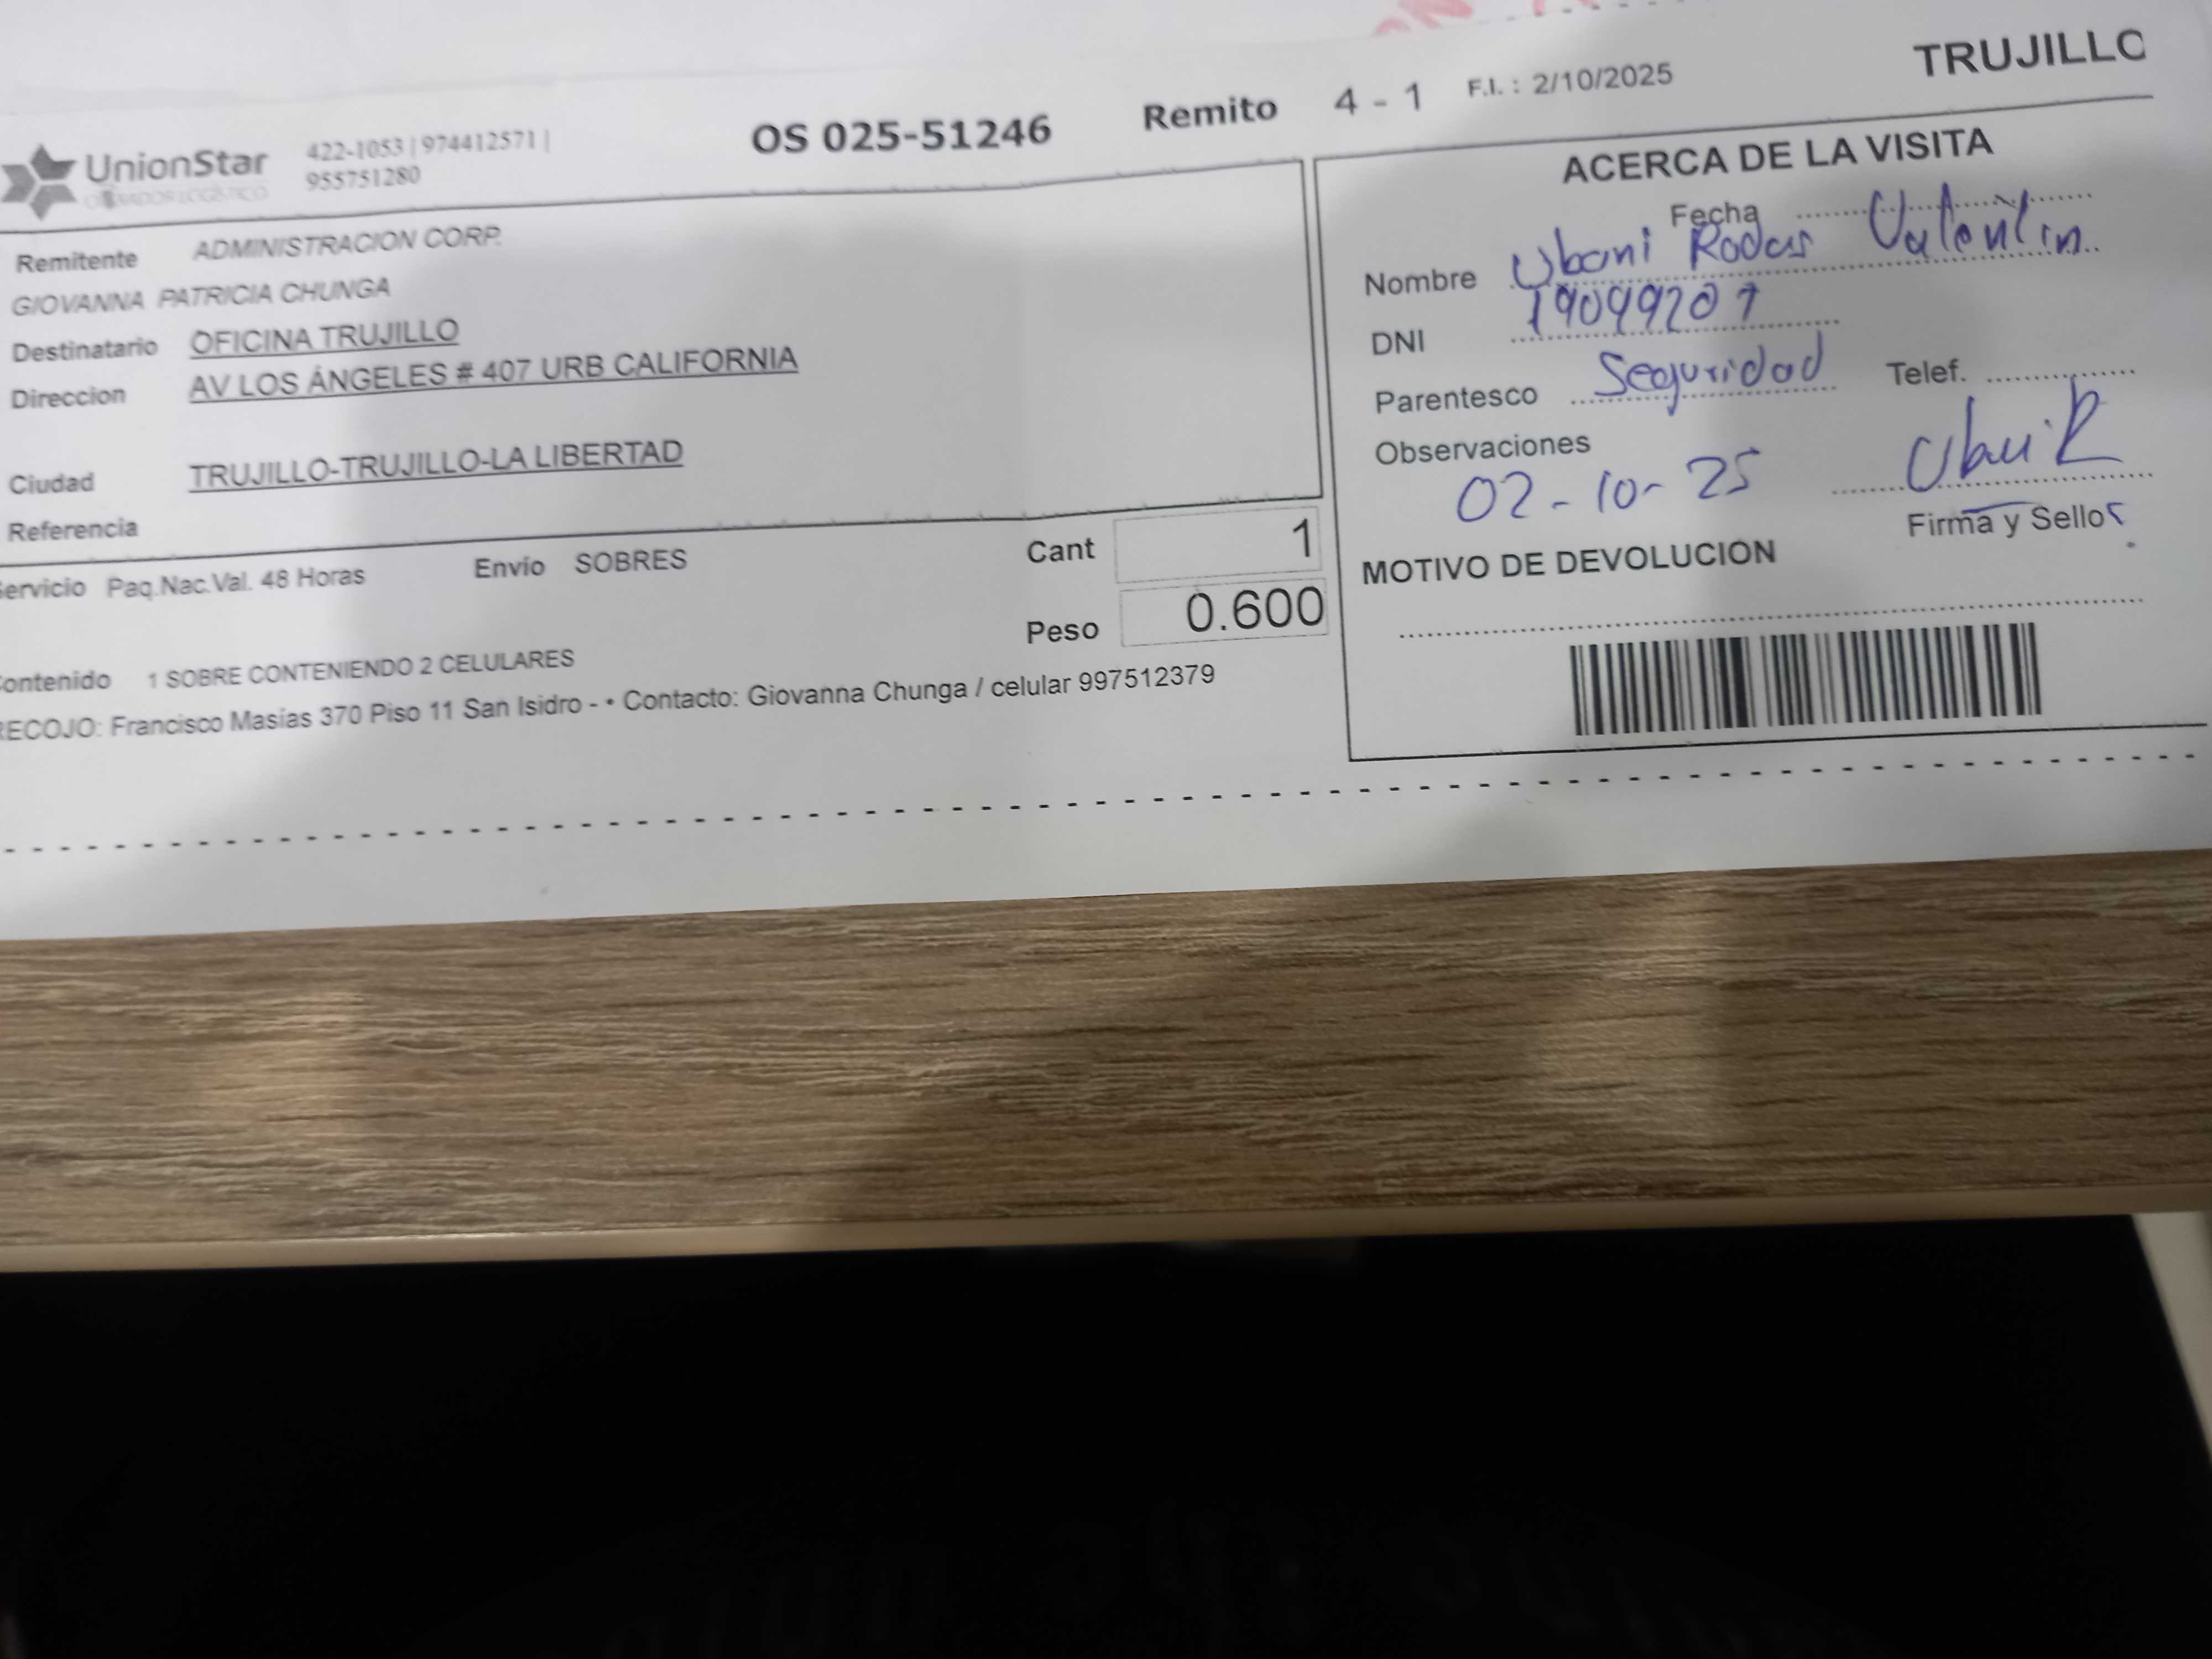 TRUJILLO
OS 025-51246 Remito 4 - 1 F.I. : 2/10/2025
UnionStar 422-1053 | 974412571 |
955751280
OPERADOR LOGÍSTICO
Remitente ADMINISTRACION CORP.
GIOVANNA PATRICIA CHUNGA
Destinatario OFICINA TRUJILLO
Direccion AV LOS ÁNGELES # 407 URB CALIFORNIA
Ciudad TRUJILLO-TRUJILLO-LA LIBERTAD
Referencia
ervicio Paq.Nac.Val. 48 Horas Envío SOBRES Cant 1
Peso 0.600
ontenido 1 SOBRE CONTENIENDO 2 CELULARES
RECOJO: Francisco Masías 370 Piso 11 San Isidro - • Contacto: Giovanna Chunga / celular 997512379
ACERCA DE LA VISITA
Fecha
Nombre Ubani Rodas Valentin
DNI
Parentesco Seguridad Telef.
Observaciones
02-10-25
Firma y Sello
MOTIVO DE DEVOLUCION